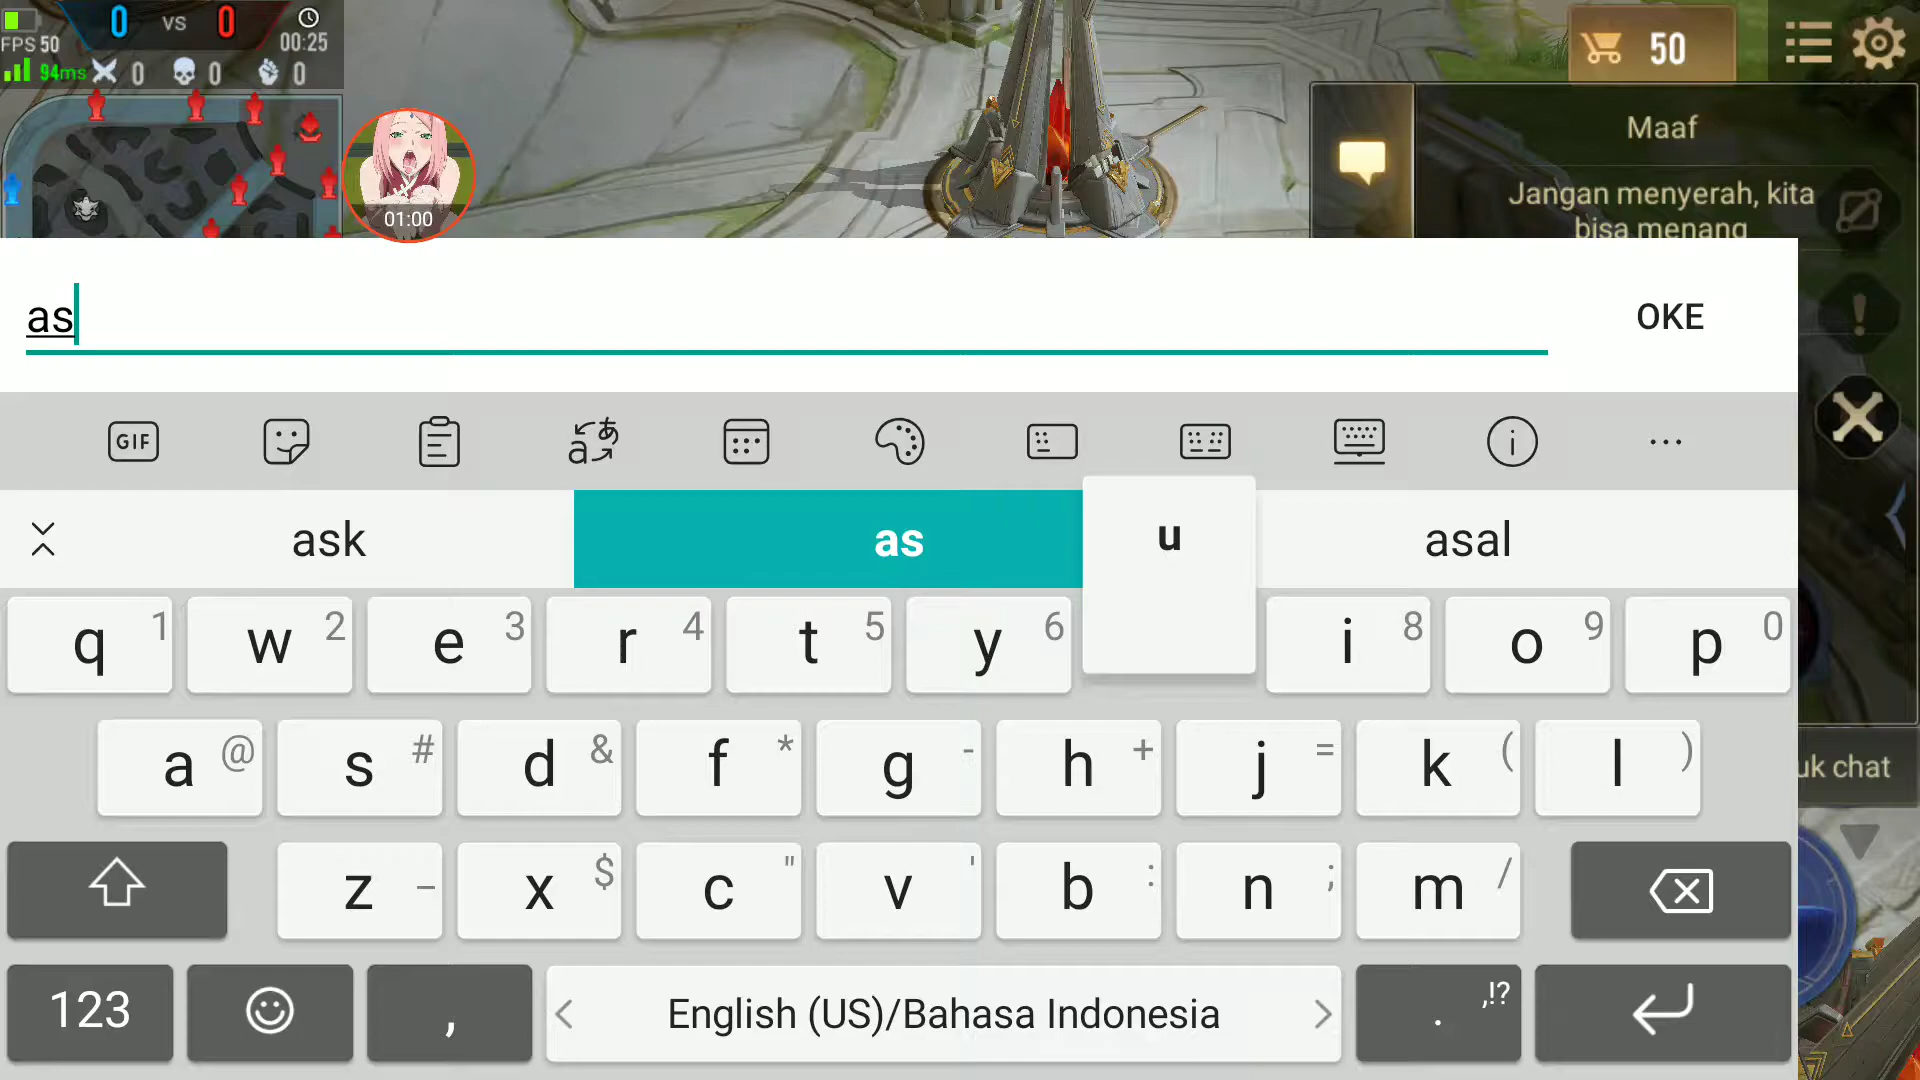 0 VS 0
FPS 50
00:25
94ms 0 0 0
50
Maaf
01:00
Jangan menyerah, kita
bisa menang
as
OKE
GIF
ask as u asal
q 1 w 2 e 3 r 4 t 5 y 6 i 8 o 9 p 0
a @ s # d & f * g - h + j = k ( l )
uk chat
z _ x $ c " v ' b : n ; m /
123 , < English (US)/Bahasa Indonesia > . ,!?